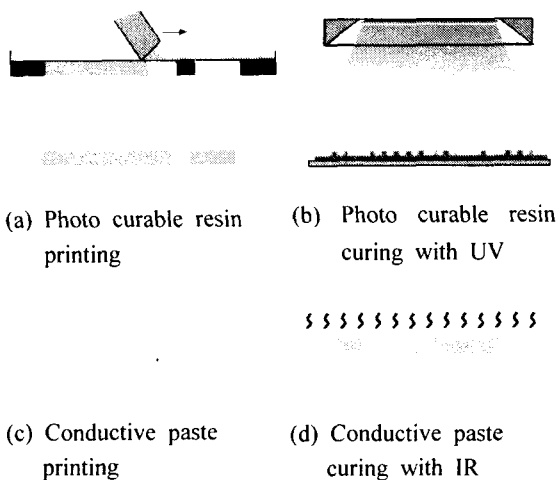 (a) Photo curable resin
printing
(b) Photo curable resin
curing with UV
(c) Conductive paste
printing
(d) Conductive paste
curing with IR